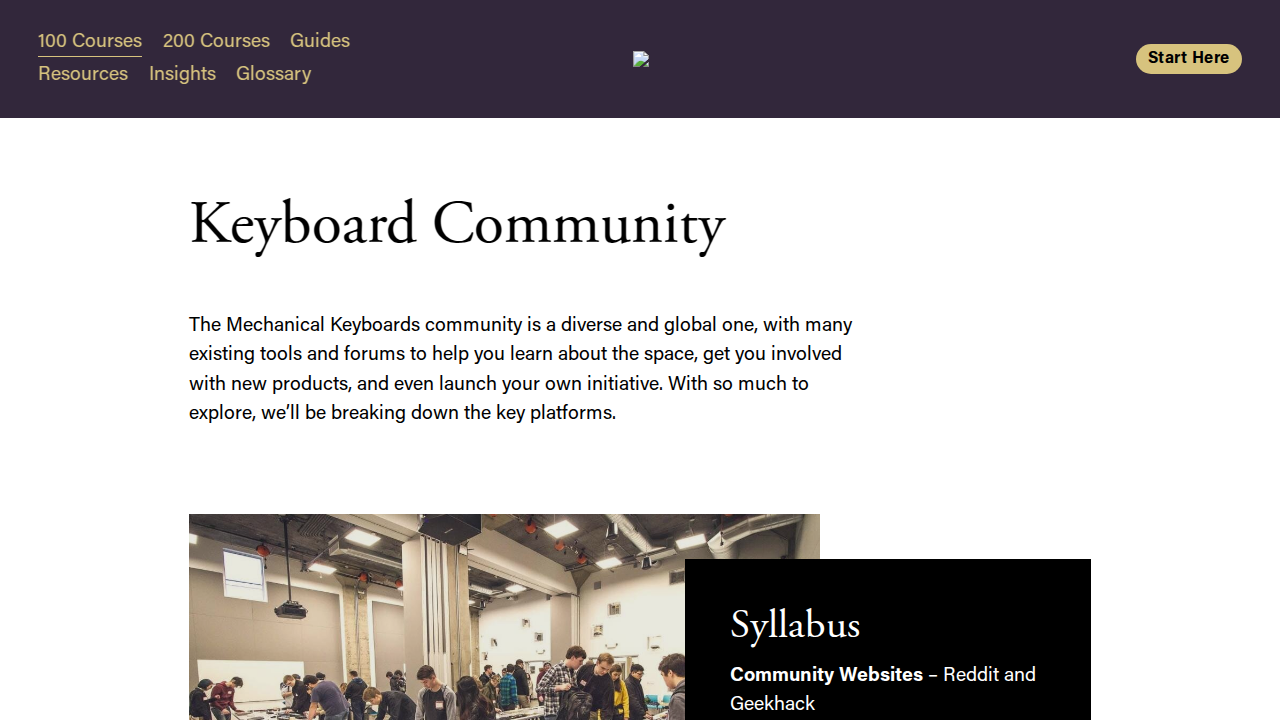 100 Courses 200 Courses Guides
Resources Insights Glossary
Start Here
Keyboard Community
The Mechanical Keyboards community is a diverse and global one, with many
existing tools and forums to help you learn about the space, get you involved
with new products, and even launch your own initiative. With so much to
explore, we’ll be breaking down the key platforms.
Syllabus
Community Websites – Reddit and
Geekhack